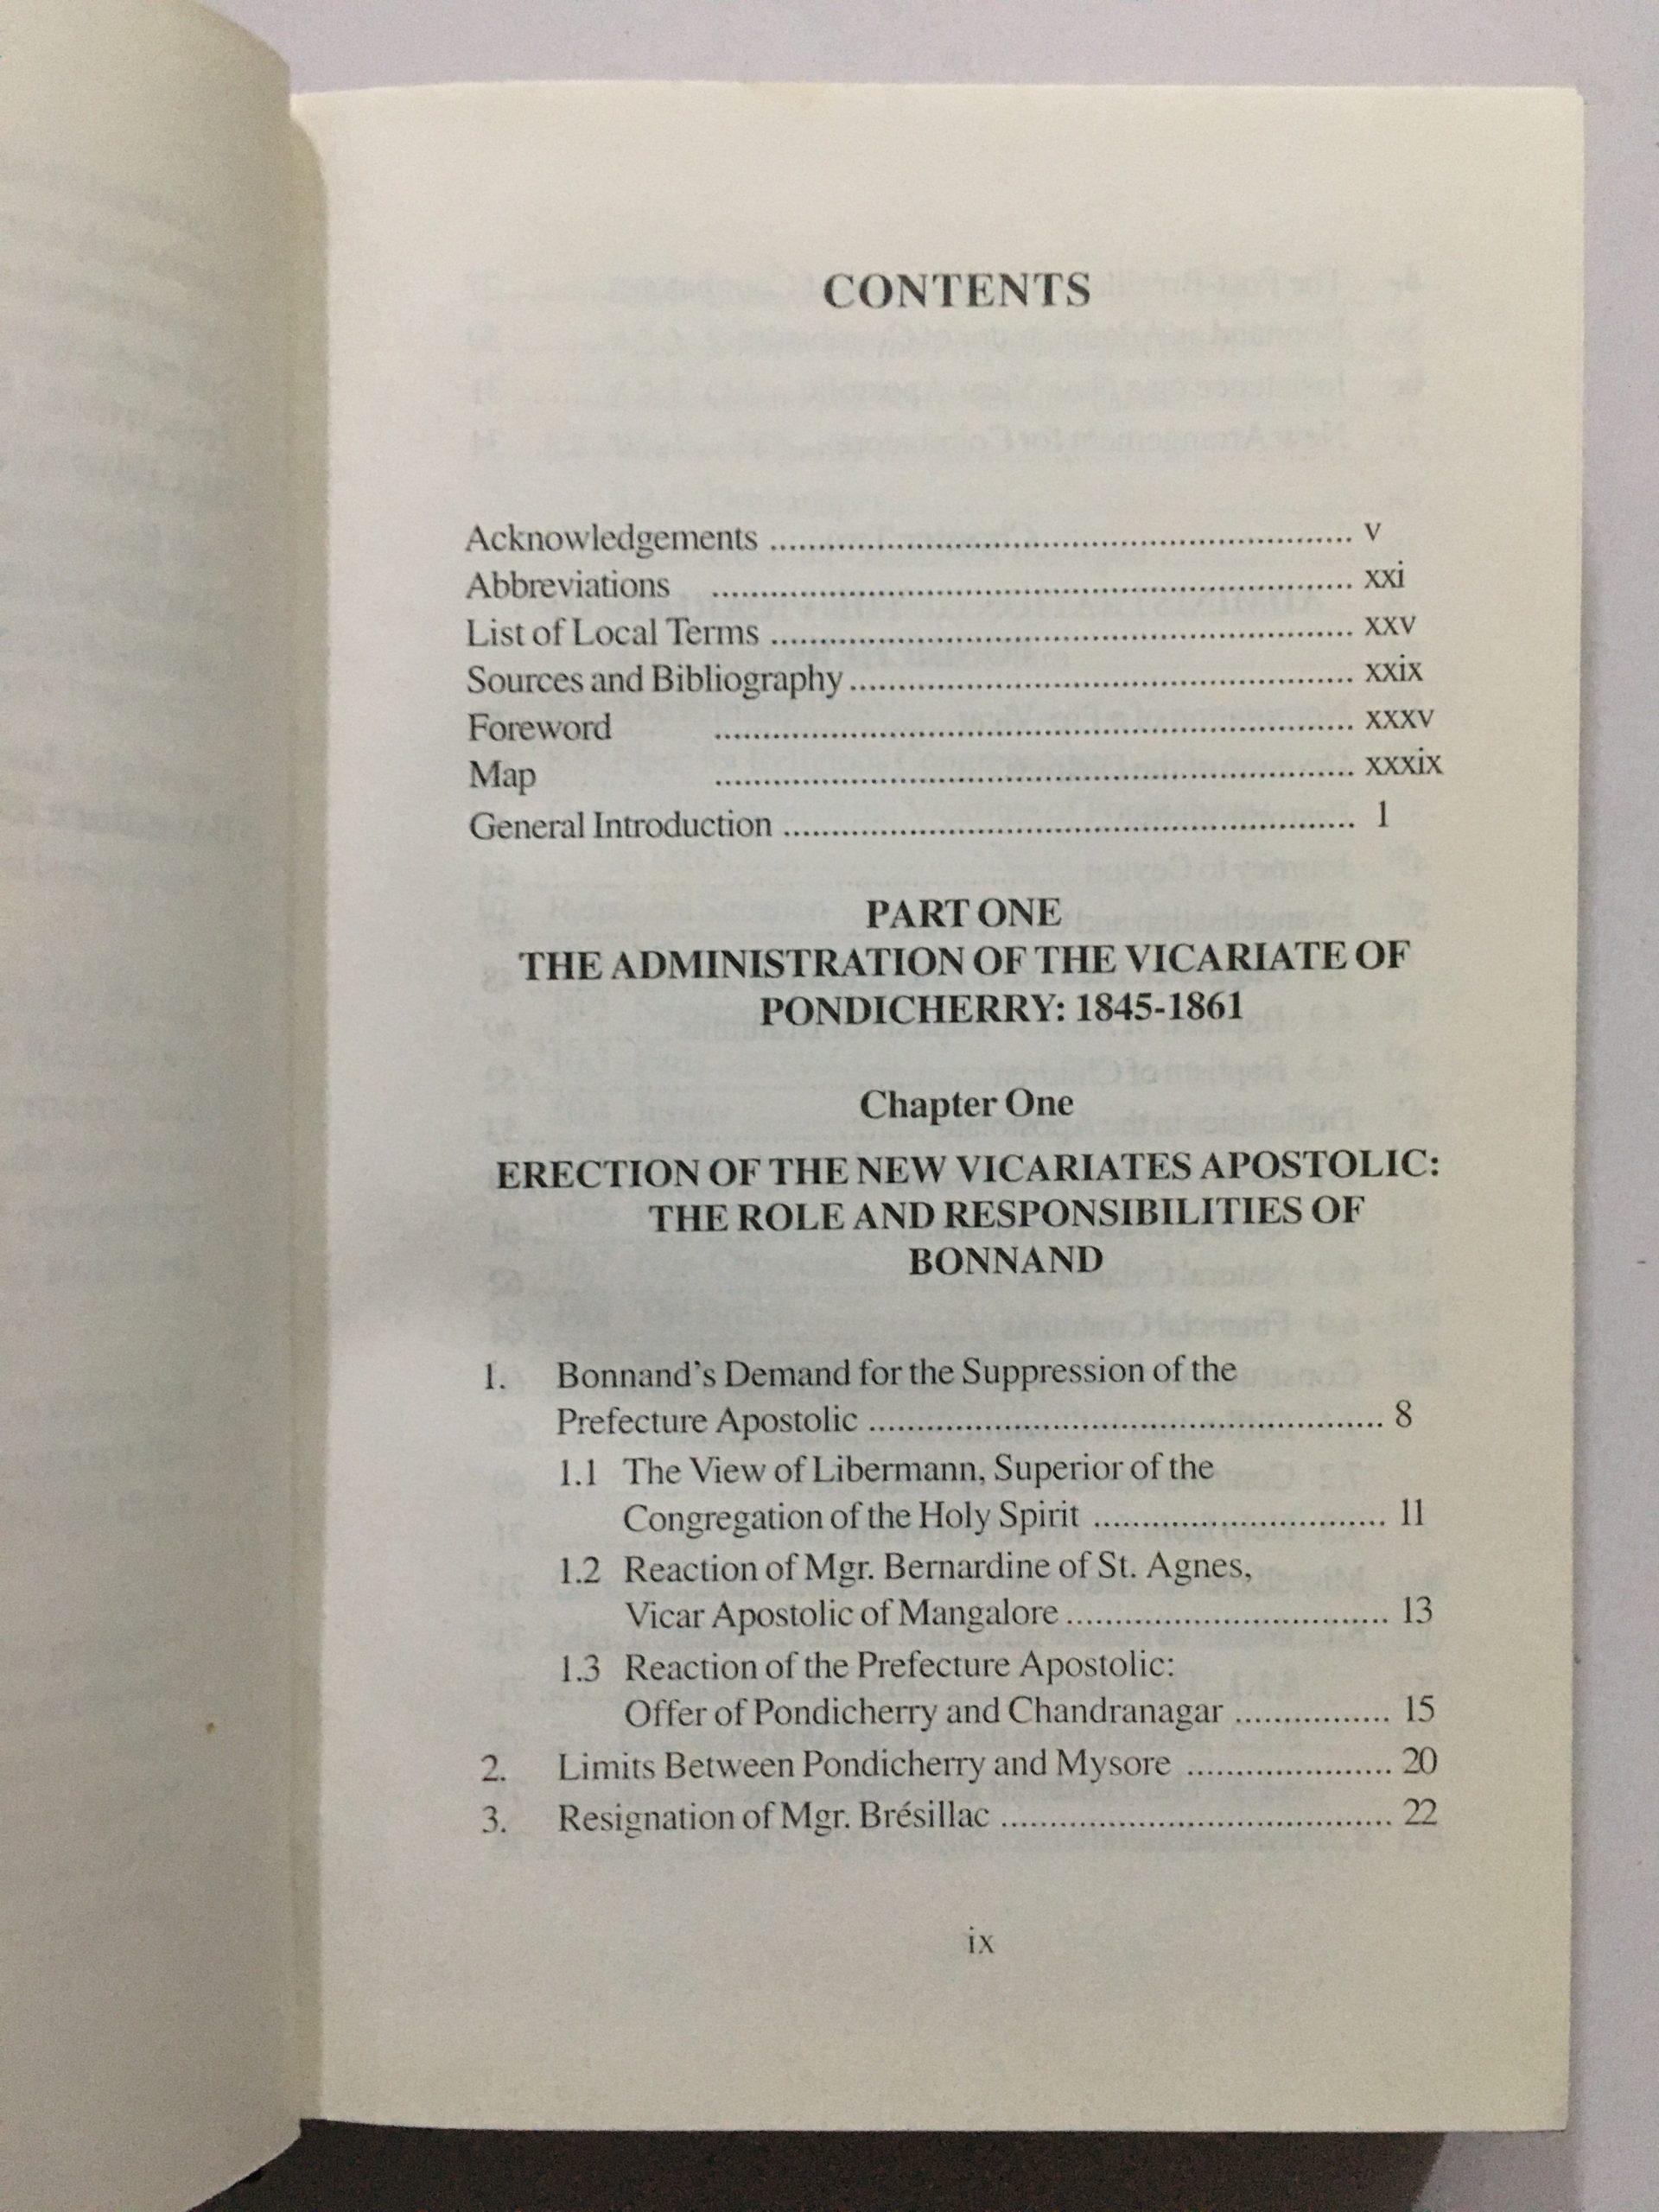 CONTENTS
Acknowledgements ............................................................ v
Abbreviations .................................................................. xxi
List of Local Terms ............................................................ xxv
Sources and Bibliography .................................................... xxix
Foreword .................................................................. xxxv
Map .................................................................. xxxix
General Introduction ........................................................... 1
PART ONE
THE ADMINISTRATION OF THE VICARIATE OF
PONDICHERRY: 1845-1861
Chapter One
ERECTION OF THE NEW VICARIATES APOSTOLIC:
THE ROLE AND RESPONSIBILITIES OF
BONNAND
1. Bonnand's Demand for the Suppression of the
Prefecture Apostolic ..................................................... 8
1.1 The View of Libermann, Superior of the
Congregation of the Holy Spirit .............................. 11
1.2 Reaction of Mgr. Bernardine of St. Agnes,
Vicar Apostolic of Mangalore ................................. 13
1.3 Reaction of the Prefecture Apostolic:
Offer of Pondicherry and Chandranagar ................ 15
2. Limits Between Pondicherry and Mysore ..................... 20
3. Resignation of Mgr. Brésillac ........................................ 22
ix